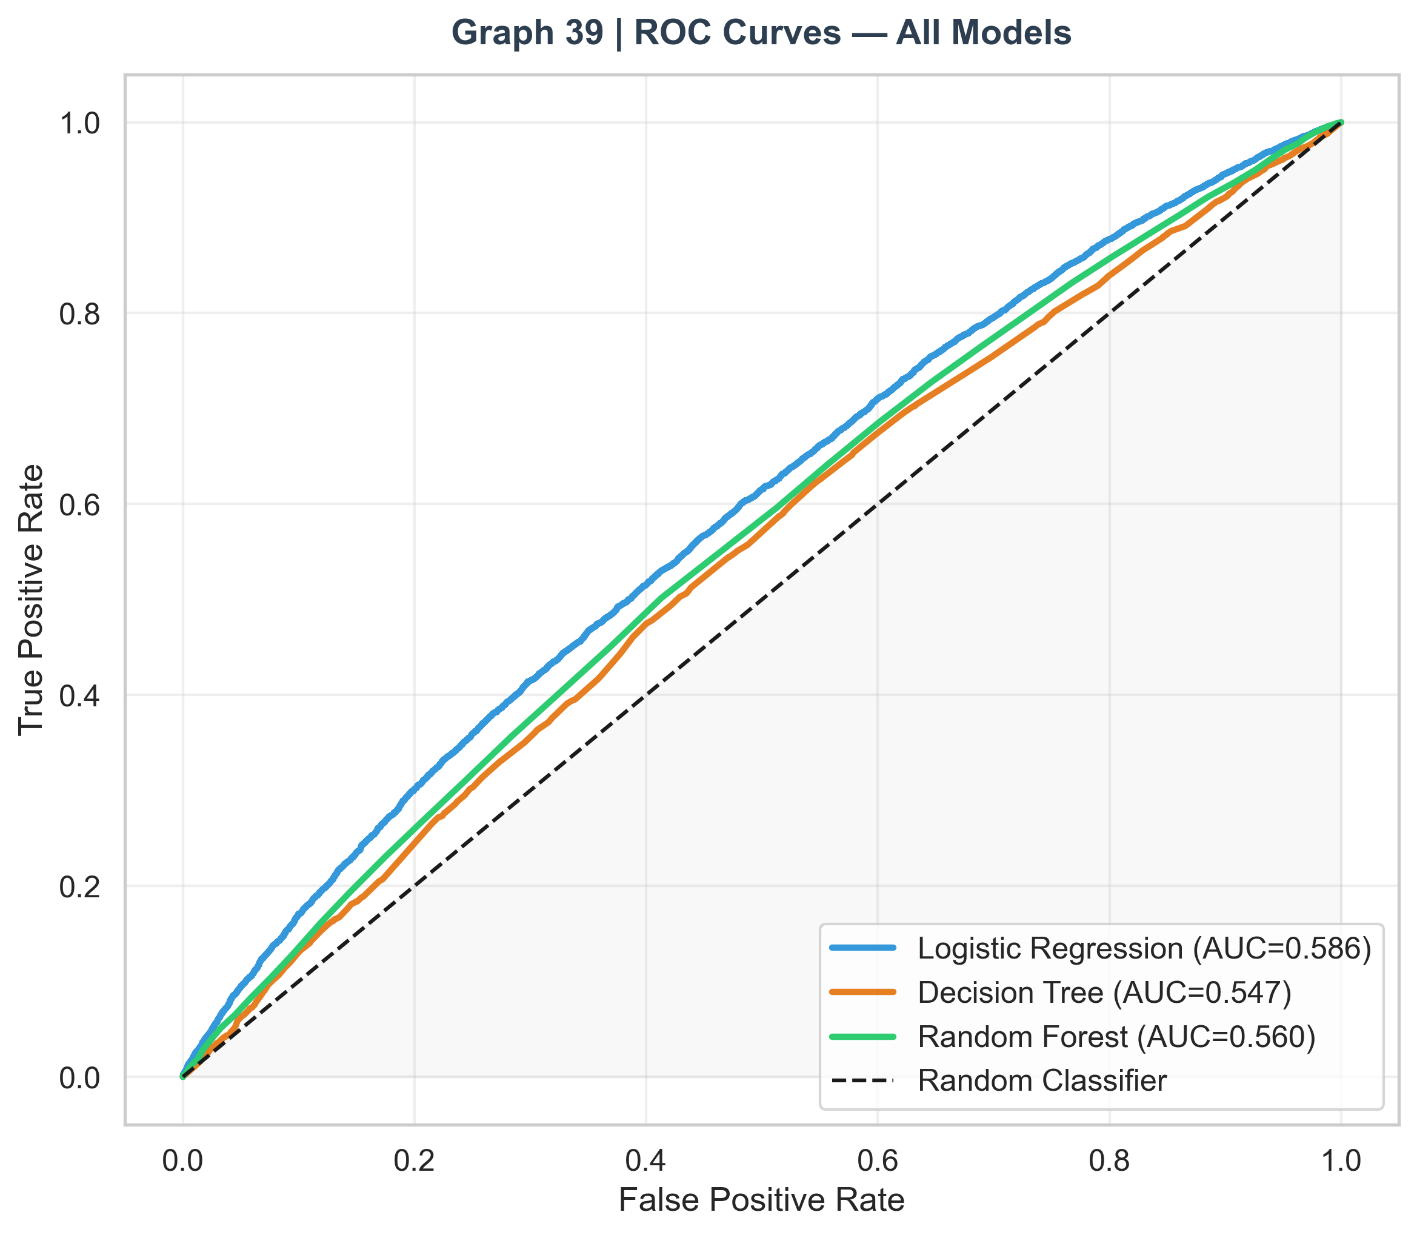 Graph 39 | ROC Curves — All Models
True Positive Rate
1.0
0.8
0.6
0.4
0.2
0.0
Logistic Regression (AUC=0.586)
Decision Tree (AUC=0.547)
Random Forest (AUC=0.560)
Random Classifier
0.0 0.2 0.4 0.6 0.8 1.0
False Positive Rate